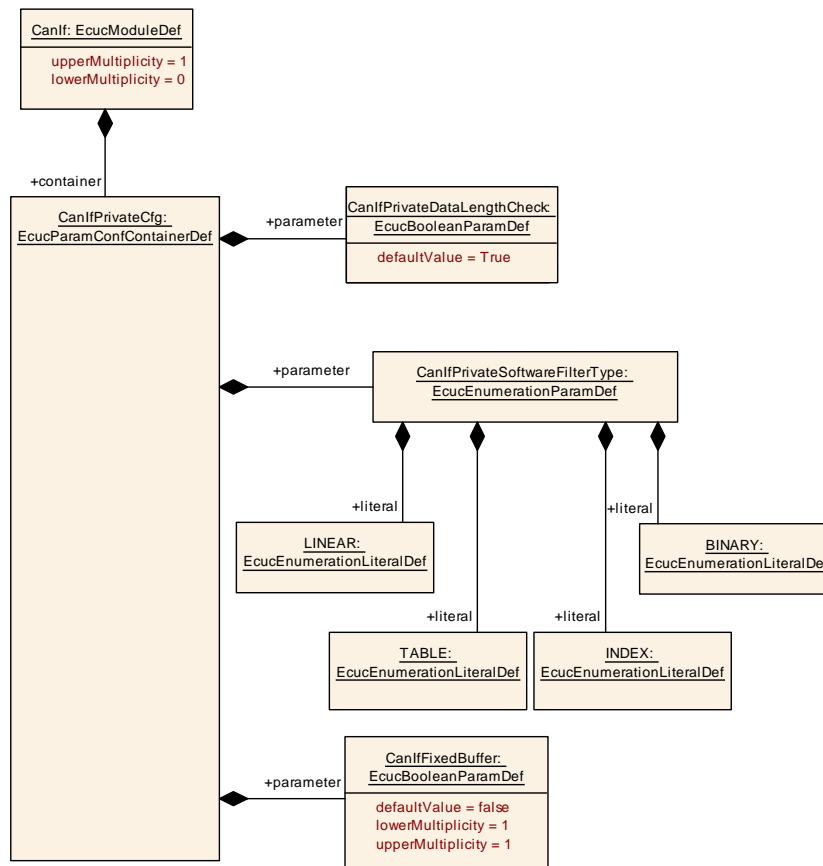 CanIf: EcucModuleDef
upperMultiplicity = 1
lowerMultiplicity = 0
+container
CanIfPrivateCfg:
EcucParamConfContainerDef
+parameter
CanIfPrivateDataLengthCheck:
EcucBooleanParamDef
defaultValue = True
+parameter
CanIfPrivateSoftwareFilterType:
EcucEnumerationParamDef
+literal
+literal
LINEAR:
EcucEnumerationLiteralDef
BINARY:
EcucEnumerationLiteralDef
+literal
+literal
TABLE:
EcucEnumerationLiteralDef
INDEX:
EcucEnumerationLiteralDef
+parameter
CanIfFixedBuffer:
EcucBooleanParamDef
defaultValue = false
lowerMultiplicity = 1
upperMultiplicity = 1